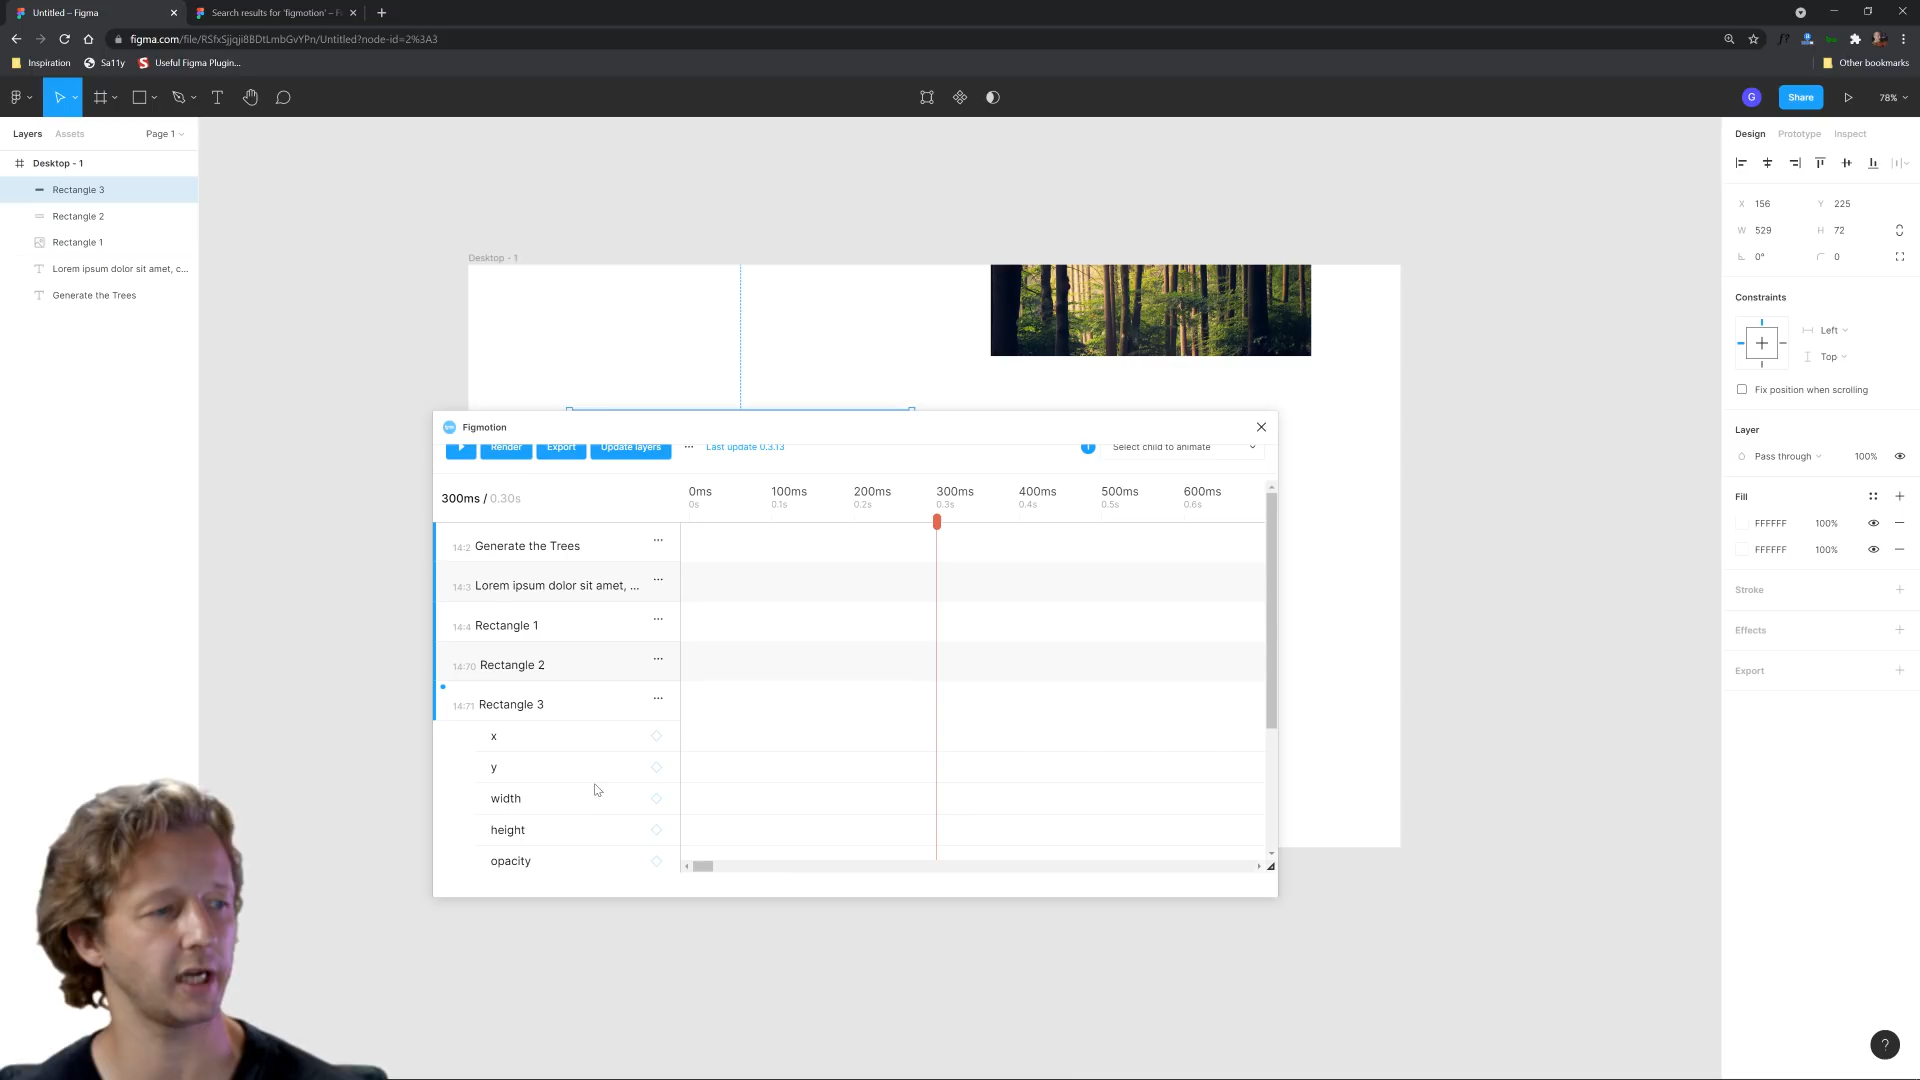 Untitled – Figma
Search results for 'figmotion' – F
figma.com/file/RSfxSjjqji8BDtLmbGvYPn/Untitled?node-id=2%3A3
Inspiration
Sa11y
Useful Figma Plugin...
Other bookmarks
G
Share
78%
Layers
Assets
Page 1
Design
Prototype
Inspect
Desktop - 1
Rectangle 3
Rectangle 2
Rectangle 1
Lorem ipsum dolor sit amet, c...
Generate the Trees
Desktop - 1
X 156
Y 225
W 529
H 72
0°
0
Constraints
Left
Top
Fix position when scrolling
Layer
Pass through
100%
Fill
FFFFFF 100%
FFFFFF 100%
Stroke
Effects
Export
Figmotion
Render
Export
Update layers
...
Last update 0.3.13
Select child to animate
300ms / 0.30s
0ms 100ms 200ms 300ms 400ms 500ms 600ms
0s 0.1s 0.2s 0.3s 0.4s 0.5s 0.6s
14:2 Generate the Trees ...
14:3 Lorem ipsum dolor sit amet, ... ...
14:4 Rectangle 1 ...
14:70 Rectangle 2 ...
14:71 Rectangle 3 ...
x
y
width
height
opacity
?